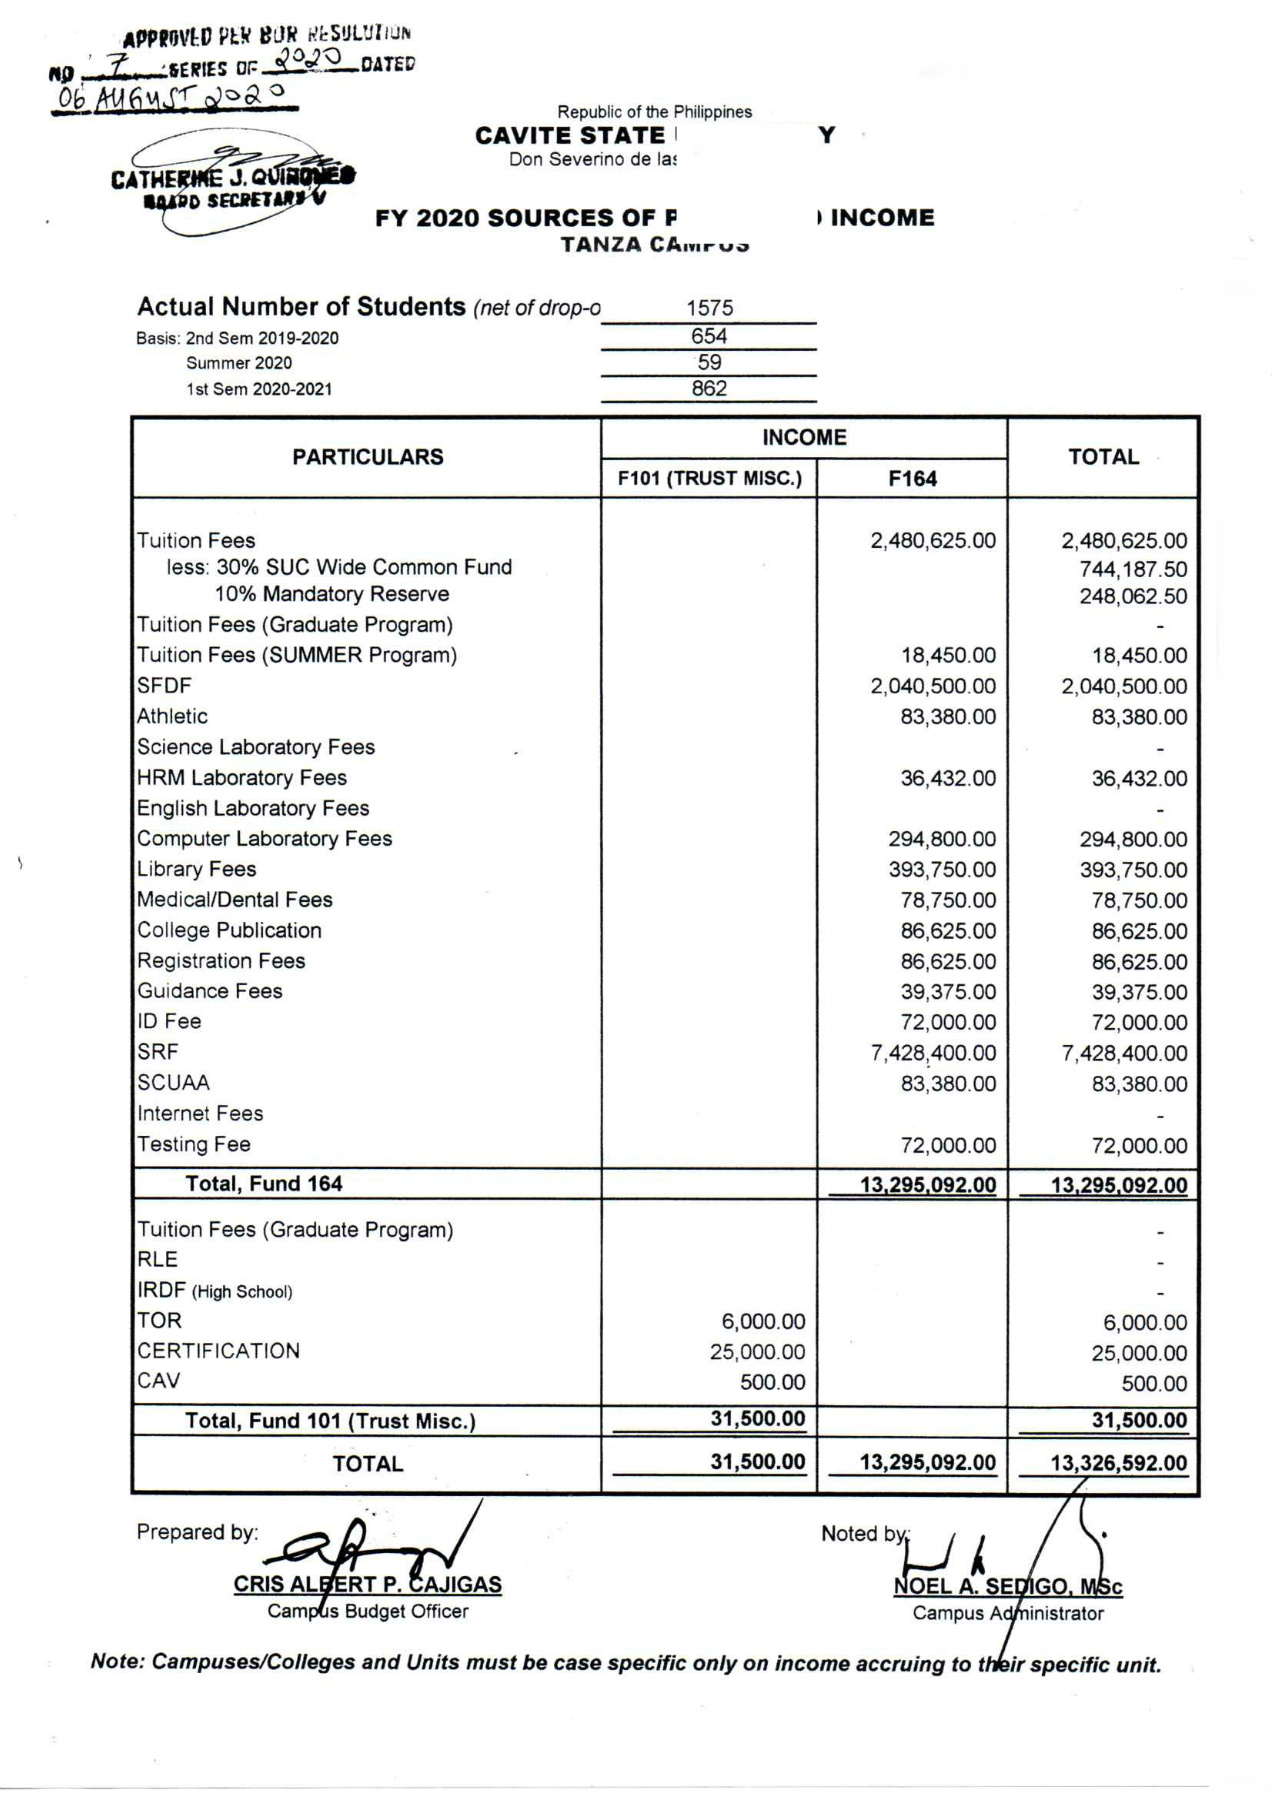 APPROVED PER BOR RESOLUTION
NO 7 SERIES OF 2020 DATED
06 AUGUST 2020
CATHERINE J. QUIRONES
BOARD SECRETARY V
Republic of the Philippines
CAVITE STATE Y
Don Severino de las
FY 2020 SOURCES OF INCOME
TANZA CAMPUS
Actual Number of Students (net of drop-o 1575
Basis: 2nd Sem 2019-2020 654
Summer 2020 59
1st Sem 2020-2021 862
PARTICULARS INCOME TOTAL
F101 (TRUST MISC.) F164
Tuition Fees 2,480,625.00 2,480,625.00
less: 30% SUC Wide Common Fund 744,187.50
10% Mandatory Reserve 248,062.50
Tuition Fees (Graduate Program) -
Tuition Fees (SUMMER Program) 18,450.00 18,450.00
SFDF 2,040,500.00 2,040,500.00
Athletic 83,380.00 83,380.00
Science Laboratory Fees -
HRM Laboratory Fees 36,432.00 36,432.00
English Laboratory Fees -
Computer Laboratory Fees 294,800.00 294,800.00
Library Fees 393,750.00 393,750.00
Medical/Dental Fees 78,750.00 78,750.00
College Publication 86,625.00 86,625.00
Registration Fees 86,625.00 86,625.00
Guidance Fees 39,375.00 39,375.00
ID Fee 72,000.00 72,000.00
SRF 7,428,400.00 7,428,400.00
SCUAA 83,380.00 83,380.00
Internet Fees -
Testing Fee 72,000.00 72,000.00
Total, Fund 164 13,295,092.00 13,295,092.00
Tuition Fees (Graduate Program) -
RLE -
IRDF (High School) -
TOR 6,000.00 6,000.00
CERTIFICATION 25,000.00 25,000.00
CAV 500.00 500.00
Total, Fund 101 (Trust Misc.) 31,500.00 31,500.00
TOTAL 31,500.00 13,295,092.00 13,326,592.00
Prepared by: Noted by:
CRIS ALBERT P. CAJIGAS NOEL A. SEDIGO, MSc
Campus Budget Officer Campus Administrator
Note: Campuses/Colleges and Units must be case specific only on income accruing to their specific unit.